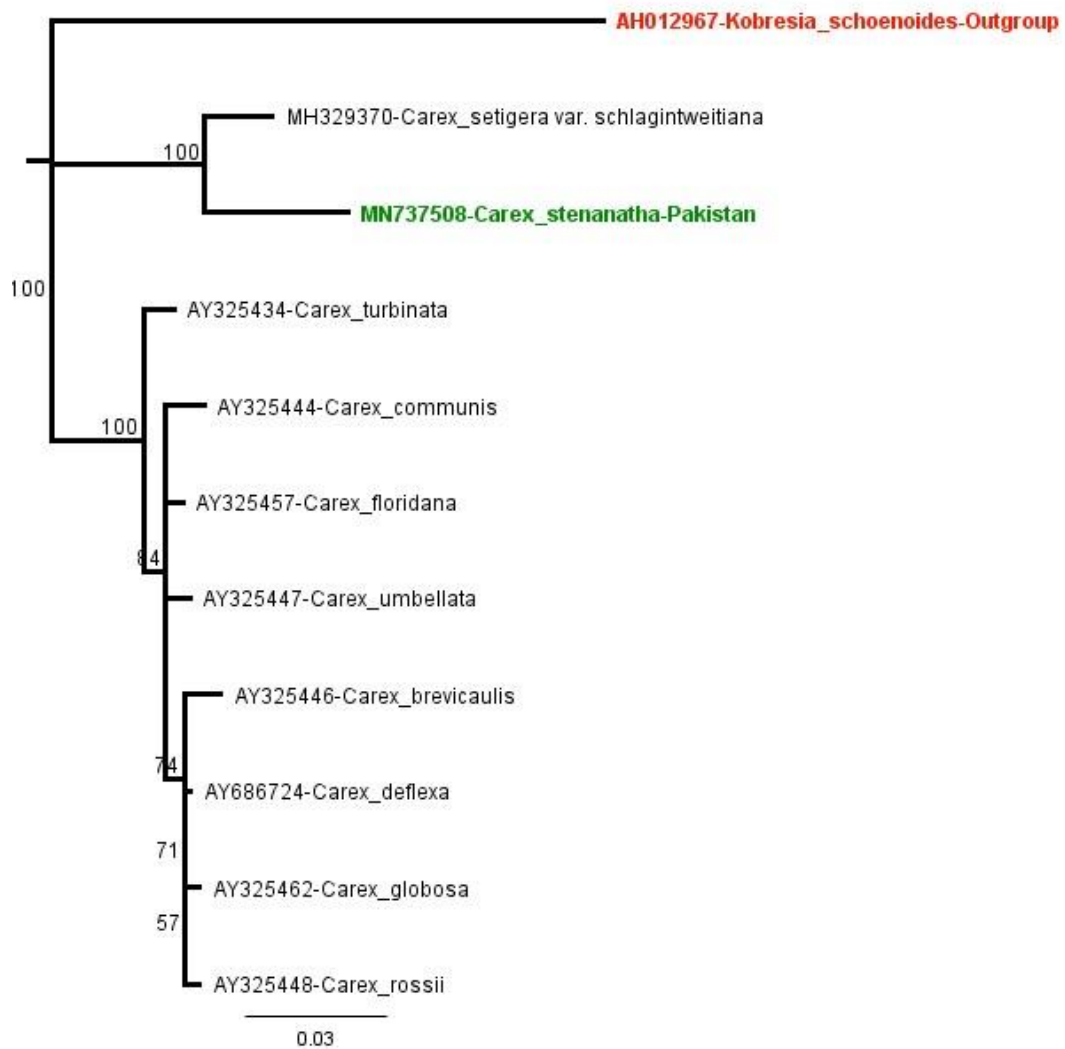 AH012967-Kobresia_schoenoides-Outgroup
MH329370-Carex_setigera var. schlagintweitiana
100
MN737508-Carex_stenanatha-Pakistan
100
AY325434-Carex_turbinata
AY325444-Carex_communis
100
AY325457-Carex_floridana
84
AY325447-Carex_umbellata
AY325446-Carex_brevicaulis
74
AY686724-Carex_deflexa
71
AY325462-Carex_globosa
57
AY325448-Carex_rossii
0.03